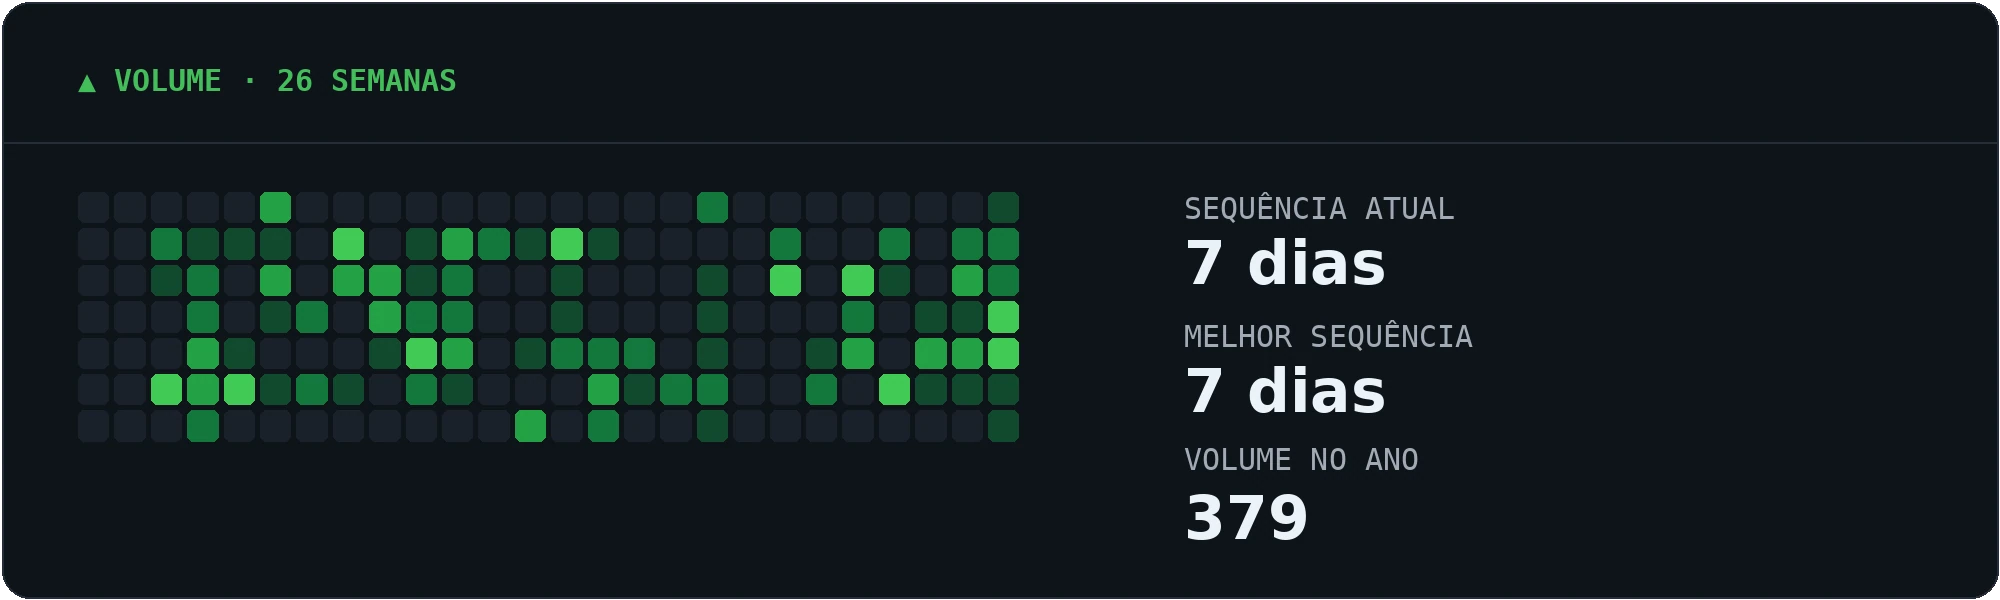 ▲ VOLUME · 26 SEMANAS
SEQUÊNCIA ATUAL
7 dias
MELHOR SEQUÊNCIA
7 dias
VOLUME NO ANO
379